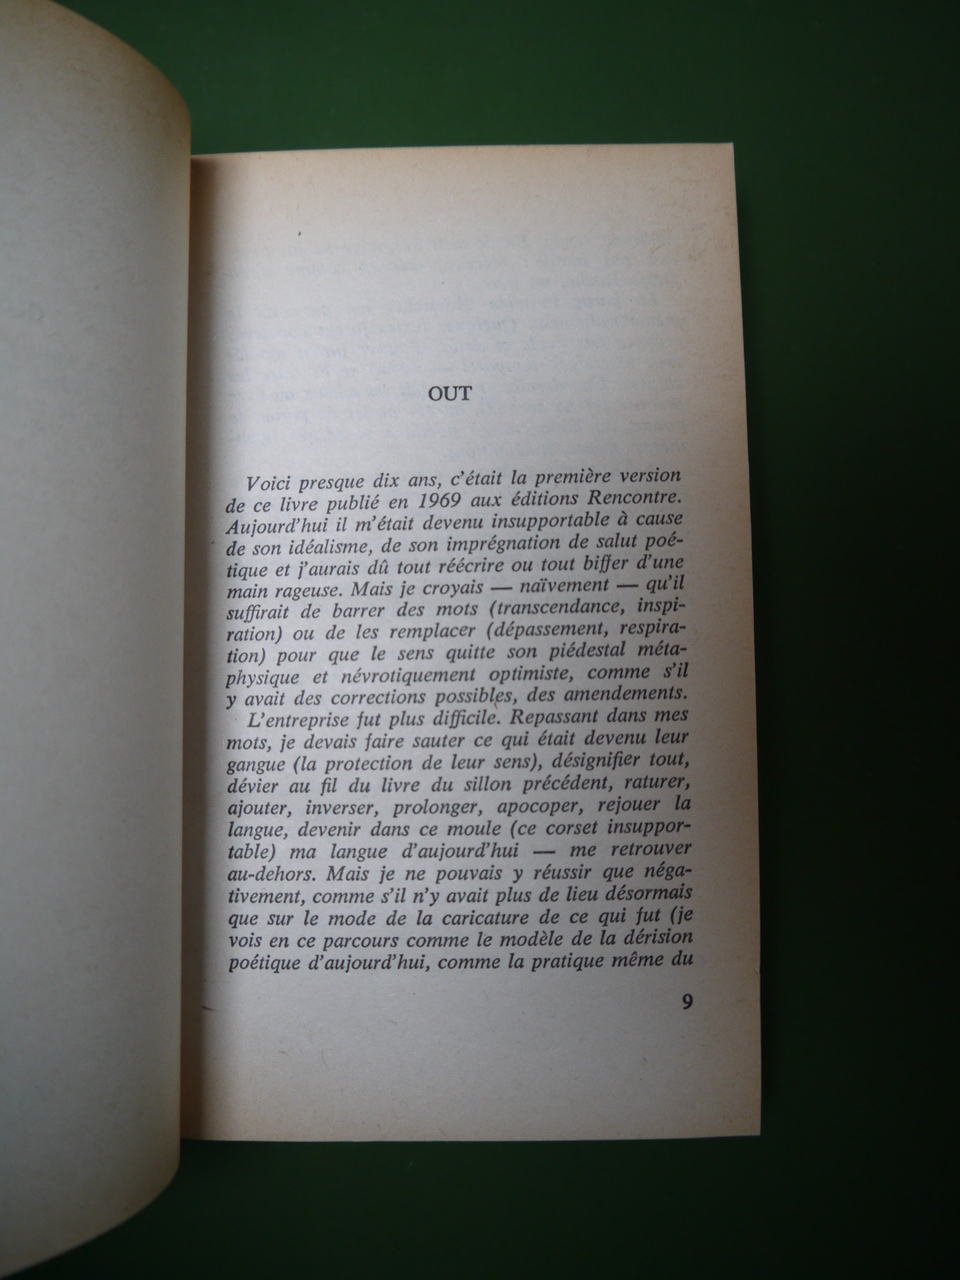 OUT
Voici presque dix ans, c'était la première version
de ce livre publié en 1969 aux éditions Rencontre.
Aujourd'hui il m'était devenu insupportable à cause
de son idéalisme, de son imprégnation de salut poé-
tique et j'aurais dû tout réécrire ou tout biffer d'une
main rageuse. Mais je croyais — naïvement — qu'il
suffirait de barrer des mots (transcendance, inspi-
ration) ou de les remplacer (dépassement, respira-
tion) pour que le sens quitte son piédestal méta-
physique et névrotiquement optimiste, comme s'il
y avait des corrections possibles, des amendements.
L'entreprise fut plus difficile. Repassant dans mes
mots, je devais faire sauter ce qui était devenu leur
gangue (la protection de leur sens), désignifier tout,
dévier au fil du livre du sillon précédent, raturer,
ajouter, inverser, prolonger, apocoper, rejouer la
langue, devenir dans ce moule (ce corset insuppor-
table) ma langue d'aujourd'hui — me retrouver
au-dehors. Mais je ne pouvais y réussir que néga-
tivement, comme s'il n'y avait plus de lieu désormais
que sur le mode de la caricature de ce qui fut (je
vois en ce parcours comme le modèle de la dérision
poétique d'aujourd'hui, comme la pratique même du
9